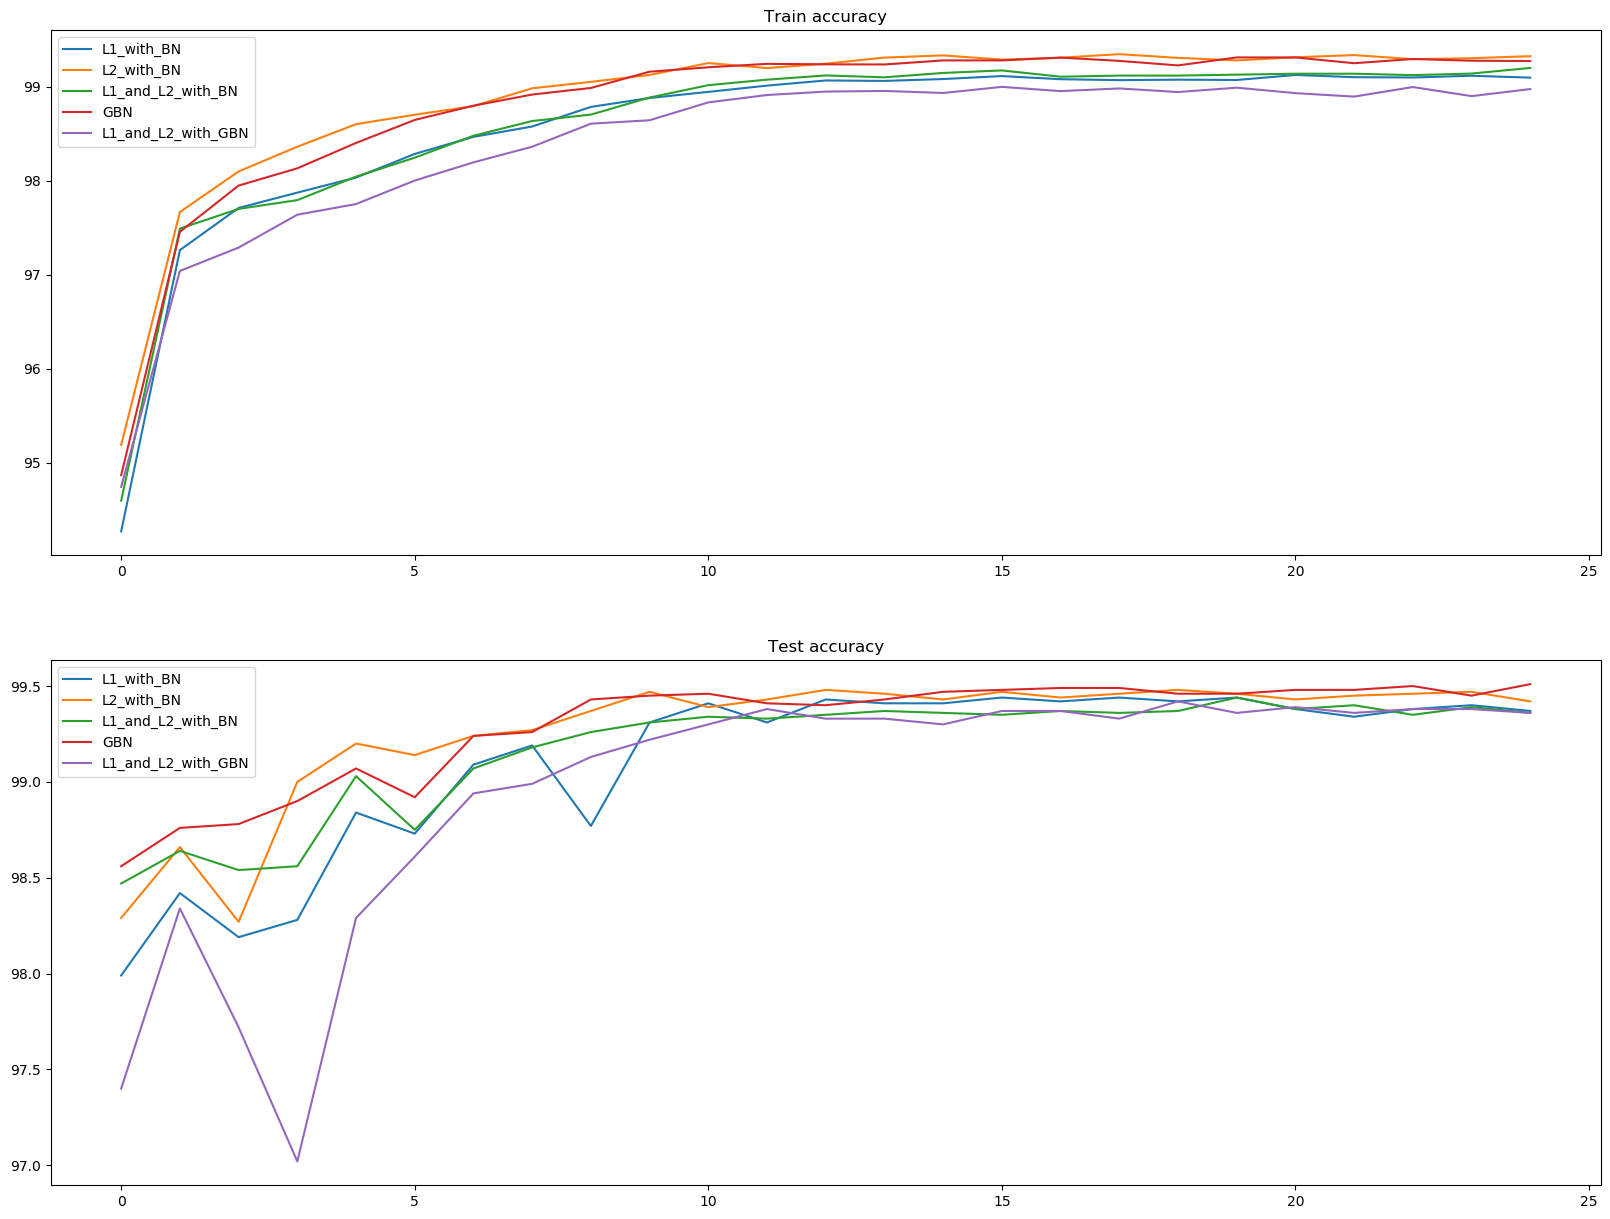 Train accuracy
L1_with_BN
L2_with_BN
L1_and_L2_with_BN
GBN
L1_and_L2_with_GBN
99
98
97
96
95
0 5 10 15 20 25
Test accuracy
L1_with_BN
L2_with_BN
L1_and_L2_with_BN
GBN
L1_and_L2_with_GBN
99.5
99.0
98.5
98.0
97.5
97.0
0 5 10 15 20 25